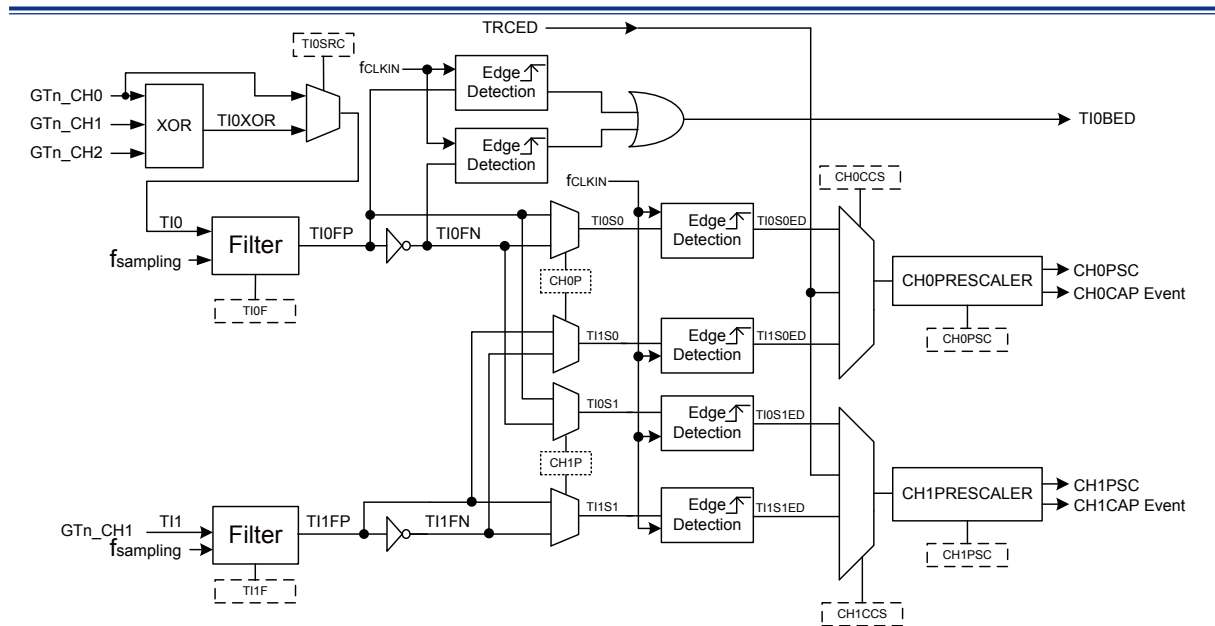 TRCED
TI0SRC
fCLKIN
Edge
Detection
GTn_CH0
XOR
TI0XOR
GTn_CH1
GTn_CH2
TI0BED
Edge
Detection
fCLKIN
CH0CCS
TI0
Filter
TI0FP
TI0FN
TI0S0
Edge
Detection
TI0S0ED
fsampling
TI0F
CH0P
CH0PRESCALER
CH0PSC
CH0CAP Event
CH0PSC
TI1S0
Edge
Detection
TI1S0ED
TI0S1
Edge
Detection
TI0S1ED
CH1P
CH1PRESCALER
CH1PSC
CH1CAP Event
CH1PSC
GTn_CH1
TI1
fsampling
Filter
TI1FP
TI1FN
TI1S1
Edge
Detection
TI1S1ED
TI1F
CH1CCS